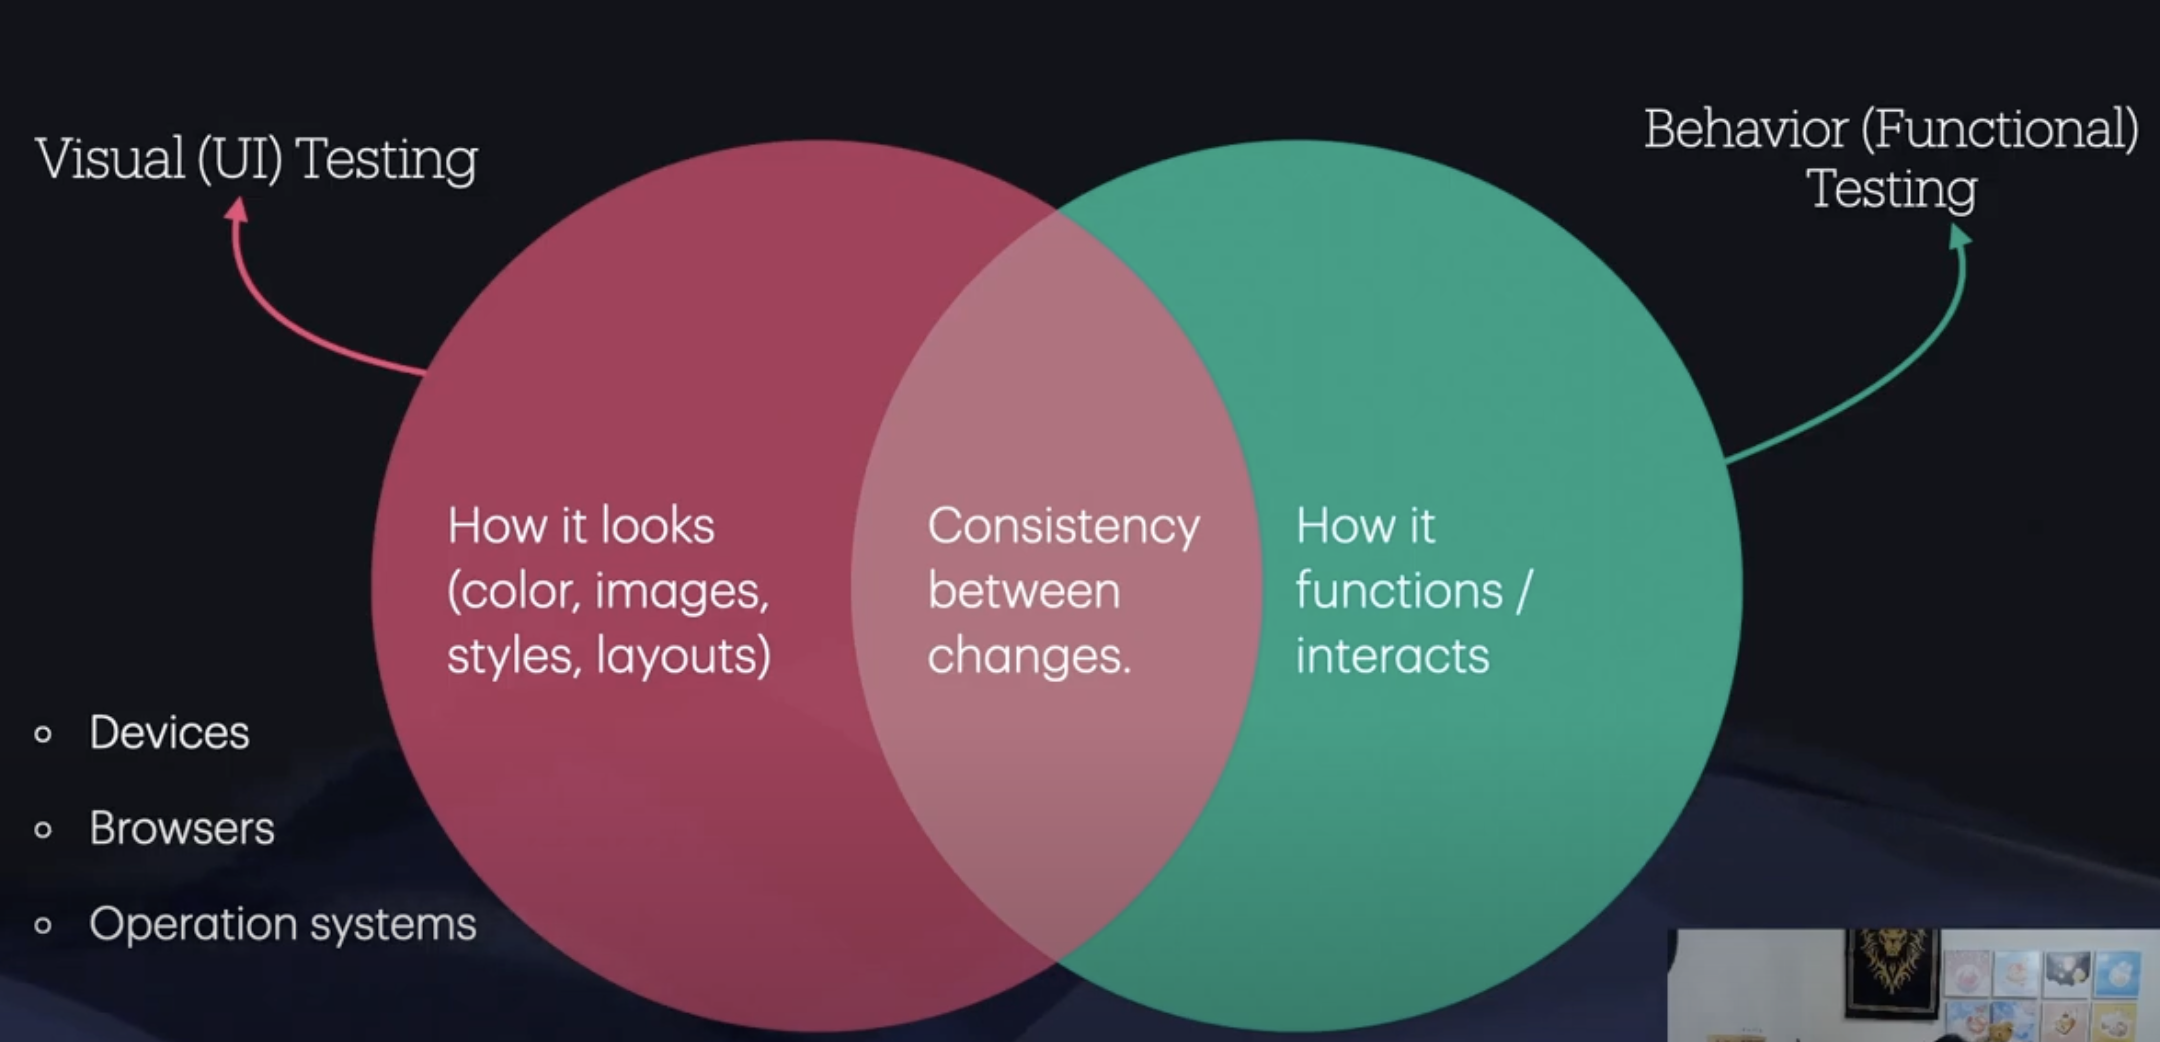 Visual (UI) Testing
Behavior (Functional)
Testing
How it looks
(color, images,
styles, layouts)
Consistency
between
changes.
How it
functions /
interacts
Devices
Browsers
Operation systems